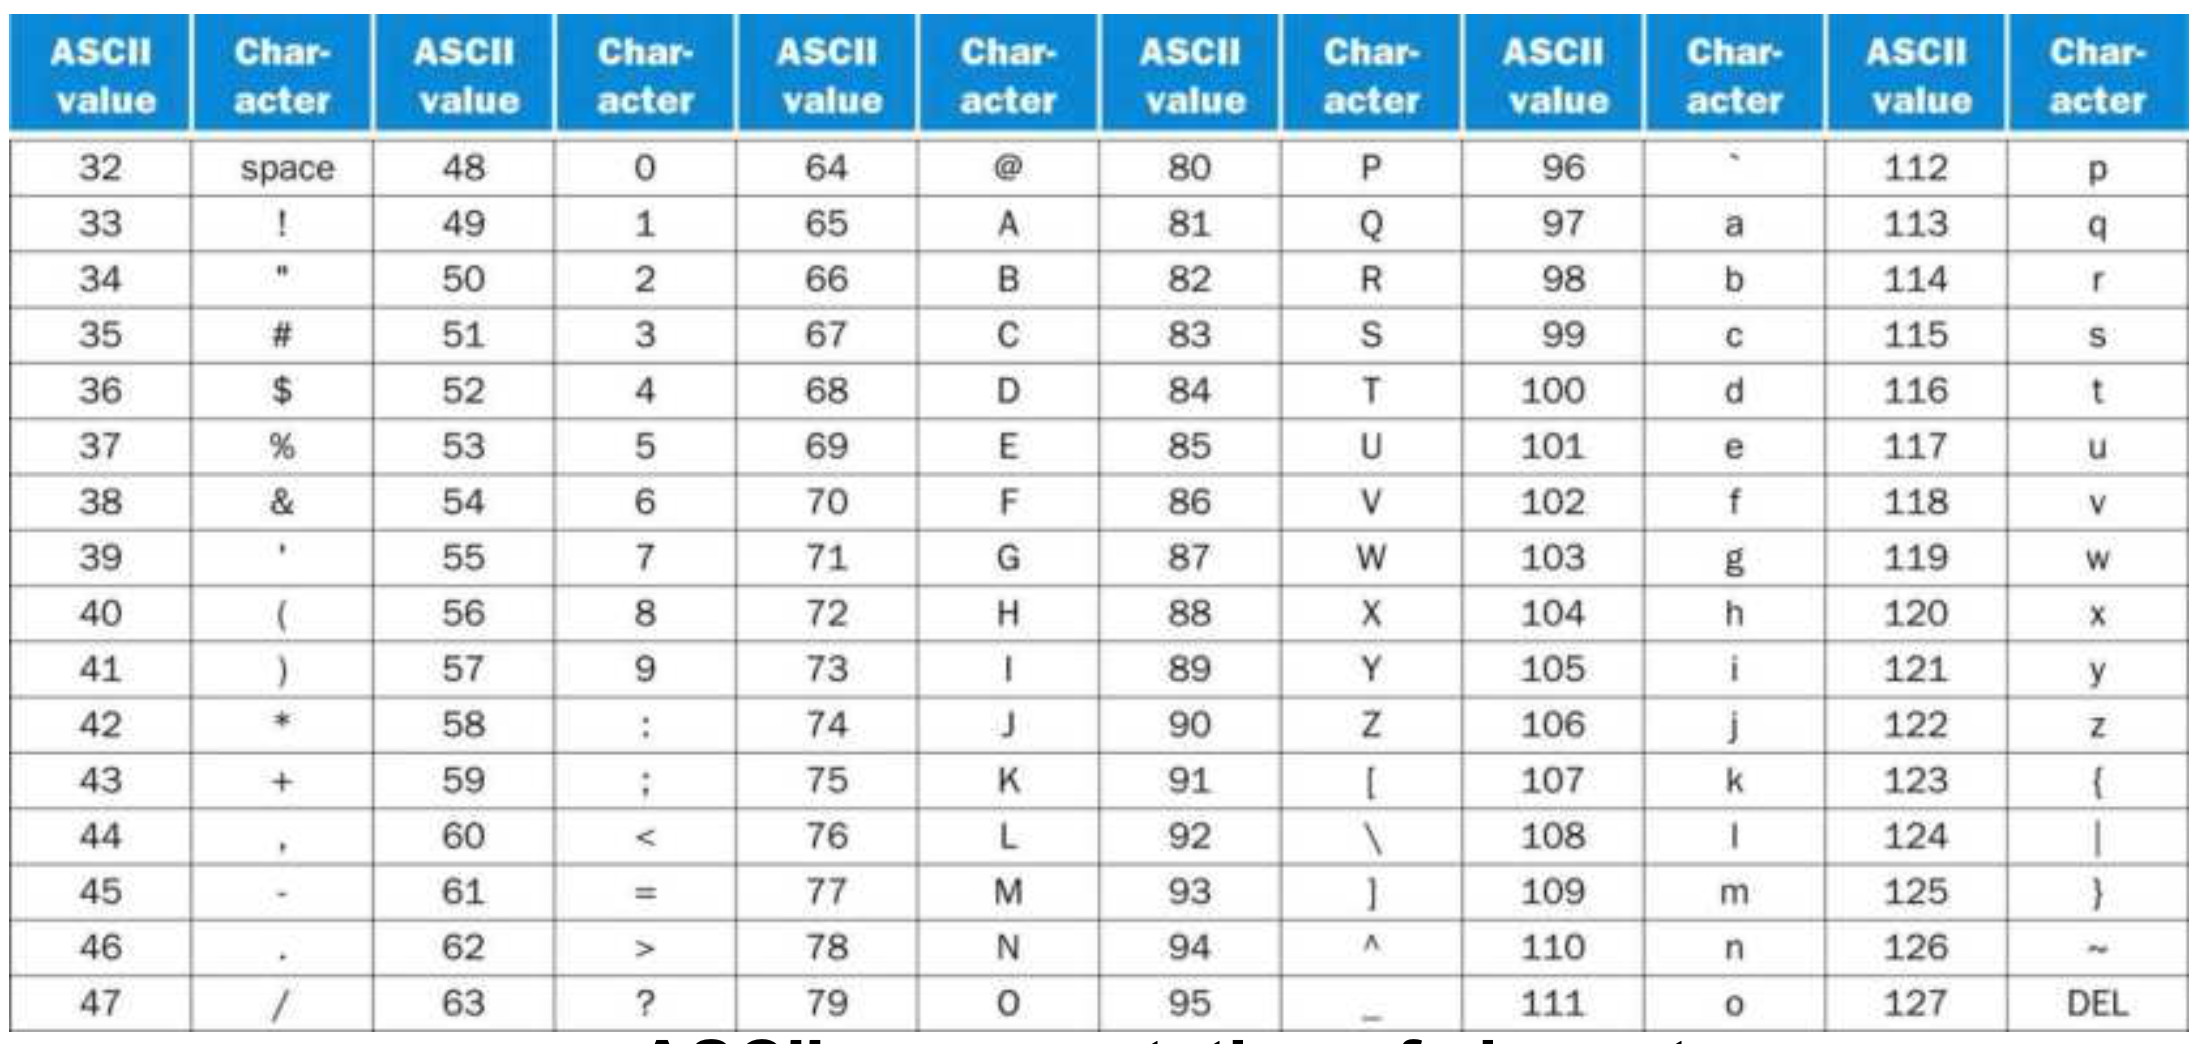 ASCII value Char-acter ASCII value Char-acter ASCII value Char-acter ASCII value Char-acter ASCII value Char-acter ASCII value Char-acter
32 space 48 0 64 @ 80 P 96 ` 112 p
33 ! 49 1 65 A 81 Q 97 a 113 q
34 " 50 2 66 B 82 R 98 b 114 r
35 # 51 3 67 C 83 S 99 c 115 s
36 $ 52 4 68 D 84 T 100 d 116 t
37 % 53 5 69 E 85 U 101 e 117 u
38 & 54 6 70 F 86 V 102 f 118 v
39 ' 55 7 71 G 87 W 103 g 119 w
40 ( 56 8 72 H 88 X 104 h 120 x
41 ) 57 9 73 I 89 Y 105 i 121 y
42 * 58 : 74 J 90 Z 106 j 122 z
43 + 59 ; 75 K 91 [ 107 k 123 {
44 , 60 < 76 L 92 \ 108 l 124 |
45 - 61 = 77 M 93 ] 109 m 125 }
46 . 62 > 78 N 94 ^ 110 n 126 ~
47 / 63 ? 79 O 95 _ 111 o 127 DEL